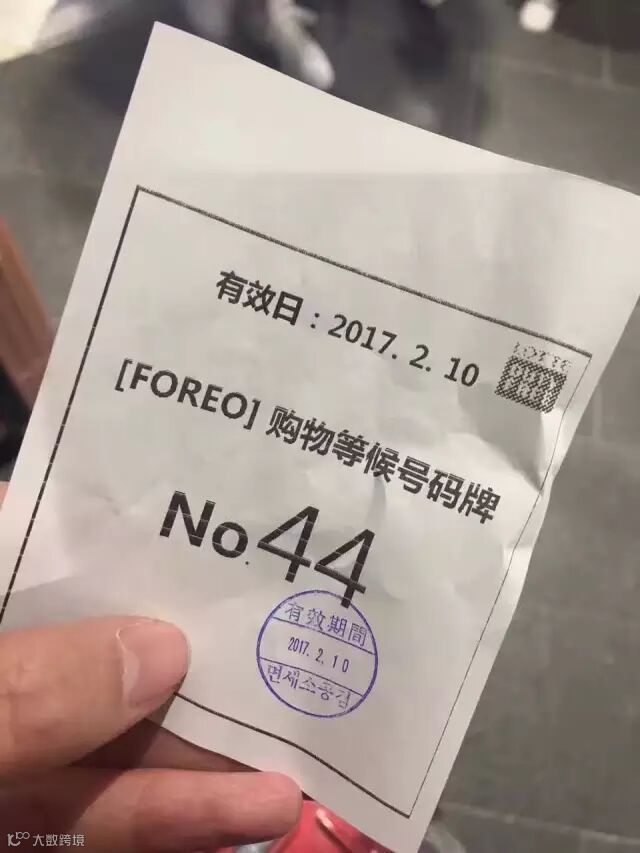 有效日：2017. 2. 10
[FOREO] 购物等候号码牌
No.44
有效期間
2017. 2. 10
면세소공점
大数跨境